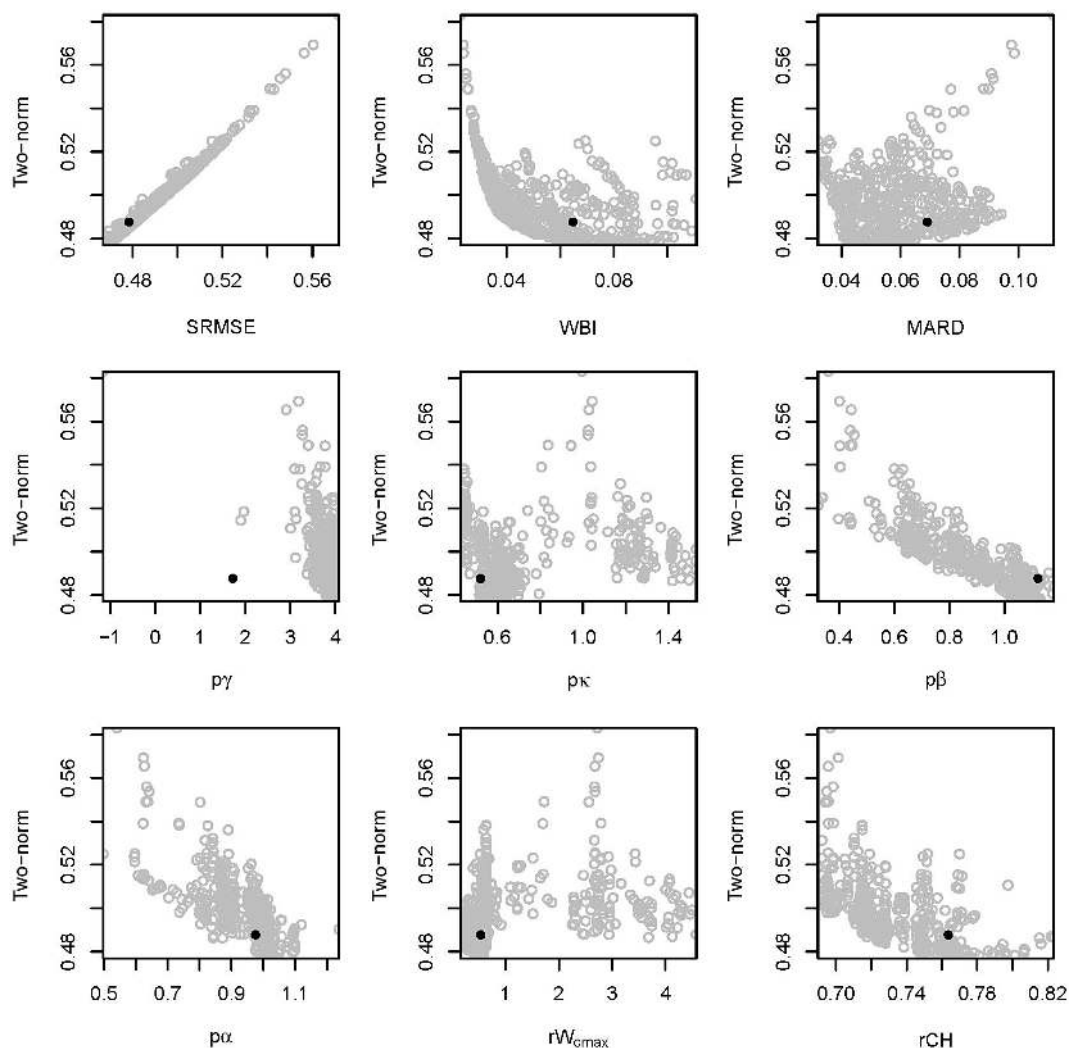 Two-norm
0.48 0.52 0.56
0.48 0.52 0.56
SRMSE
Two-norm
0.48 0.52 0.56
0.04 0.08
WBI
Two-norm
0.48 0.52 0.56
0.04 0.06 0.08 0.10
MARD
Two-norm
0.48 0.52 0.56
−1 0 1 2 3 4
pγ
Two-norm
0.48 0.52 0.56
0.6 1.0 1.4
pκ
Two-norm
0.48 0.52 0.56
0.4 0.6 0.8 1.0
pβ
Two-norm
0.48 0.52 0.56
0.5 0.7 0.9 1.1
pα
Two-norm
0.48 0.52 0.56
1 2 3 4
rWcmax
Two-norm
0.48 0.52 0.56
0.70 0.74 0.78 0.82
rCH